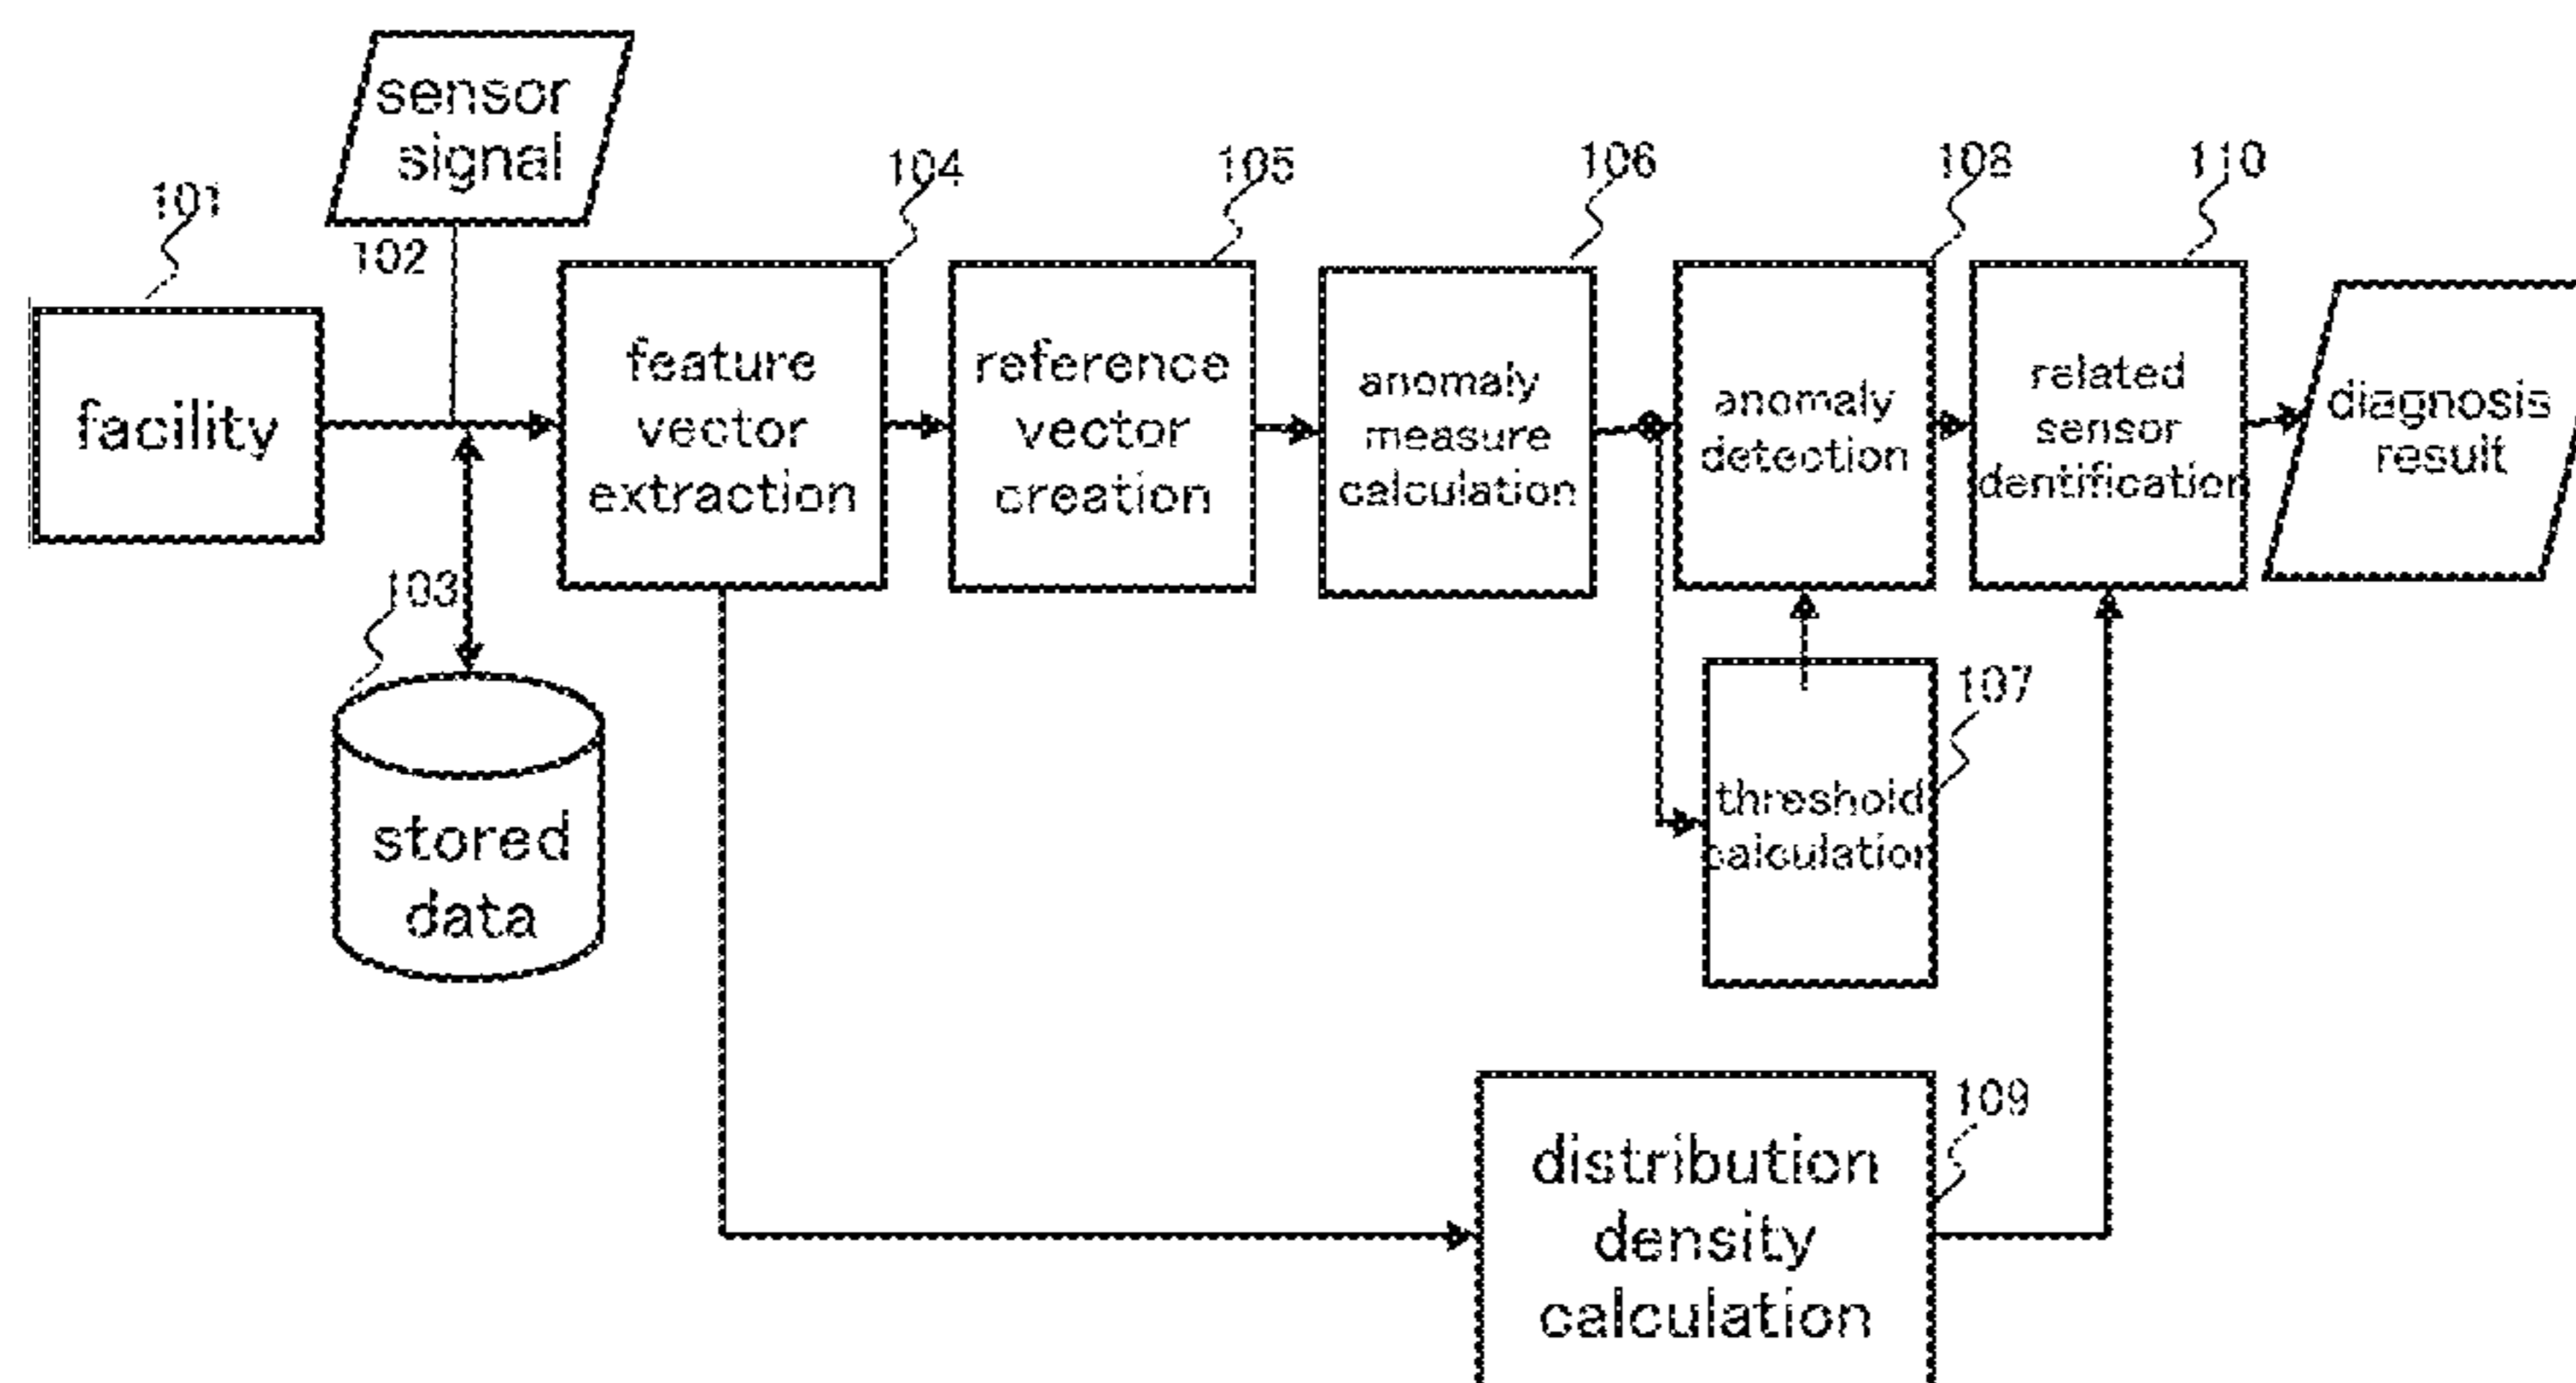 sensor
signal
102
101
facility
103
stored
data
104
feature
vector
extraction
105
reference
vector
creation
106
anomaly
measure
calculation
108
anomaly
detection
107
threshold
calculation
110
related
sensor
dentification
diagnosis
result
109
distribution
density
calculation